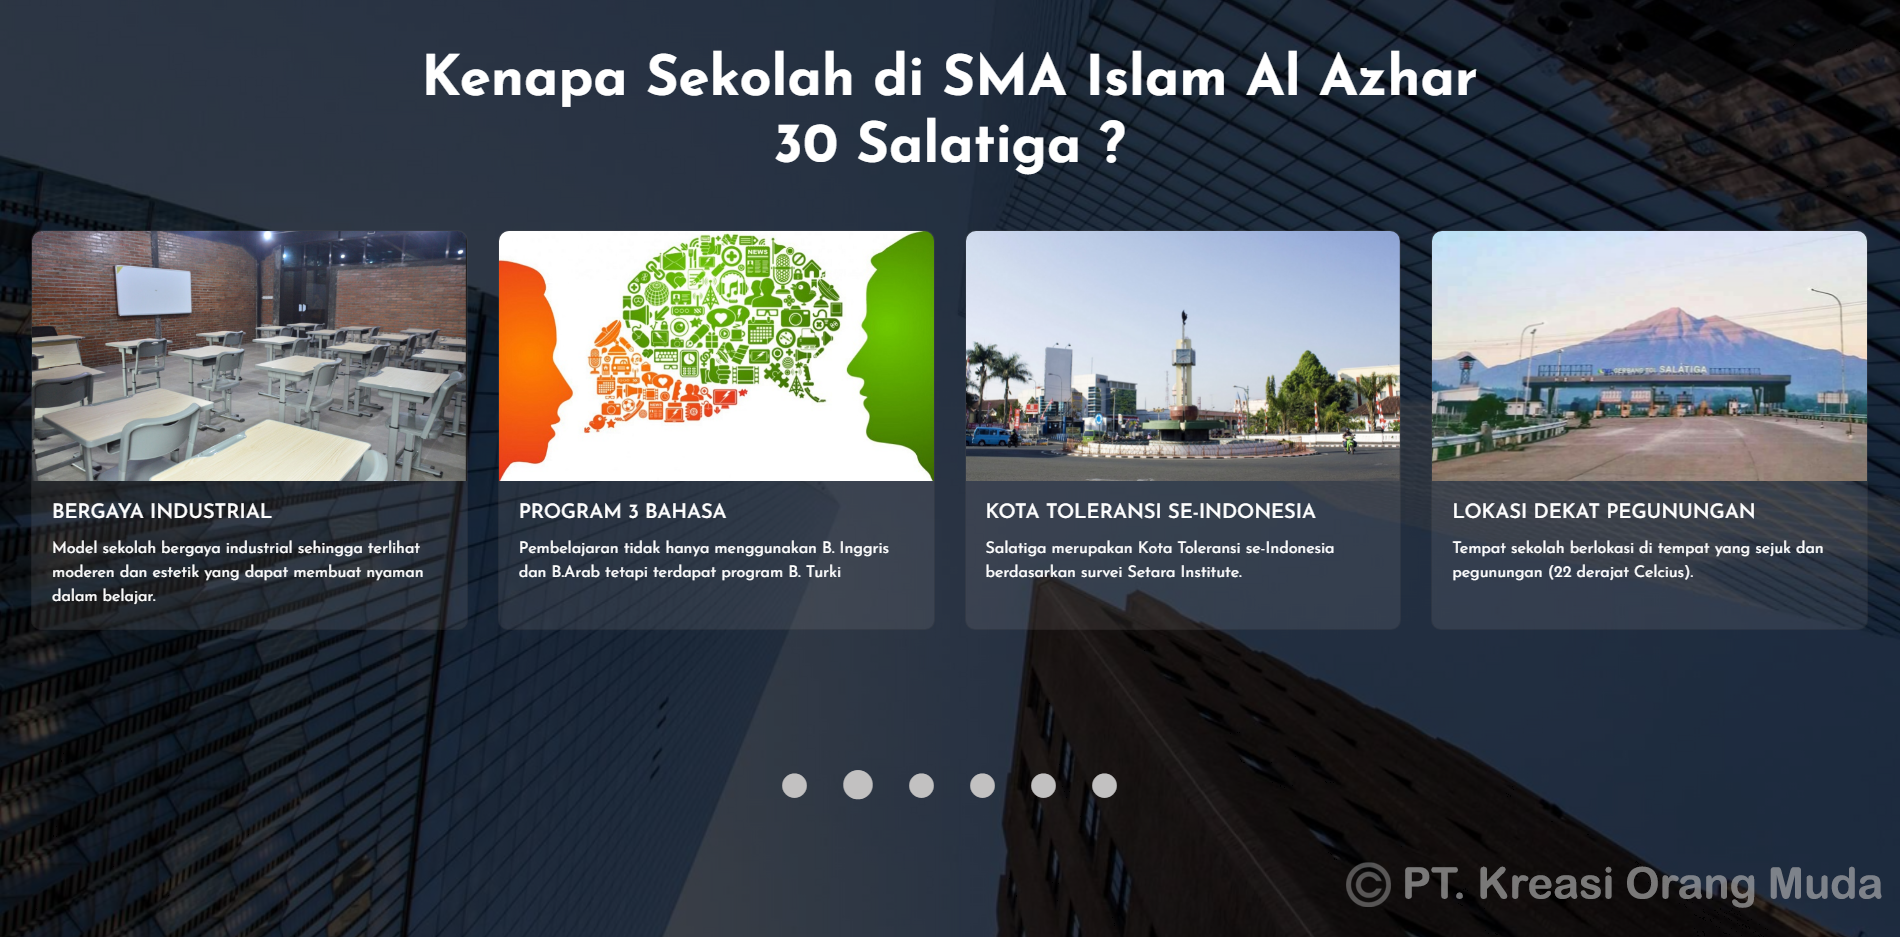 Kenapa Sekolah di SMA Islam Al Azhar
30 Salatiga ?
NEWS
SALATIGA
BERGAYA INDUSTRIAL
Model sekolah bergaya industrial sehingga terlihat
moderen dan estetik yang dapat membuat nyaman
dalam belajar.
PROGRAM 3 BAHASA
Pembelajaran tidak hanya menggunakan B. Inggris
dan B.Arab tetapi terdapat program B. Turki
KOTA TOLERANSI SE-INDONESIA
Salatiga merupakan Kota Toleransi se-Indonesia
berdasarkan survei Setara Institute.
LOKASI DEKAT PEGUNUNGAN
Tempat sekolah berlokasi di tempat yang sejuk dan
pegunungan (22 derajat Celcius).
© PT. Kreasi Orang Muda